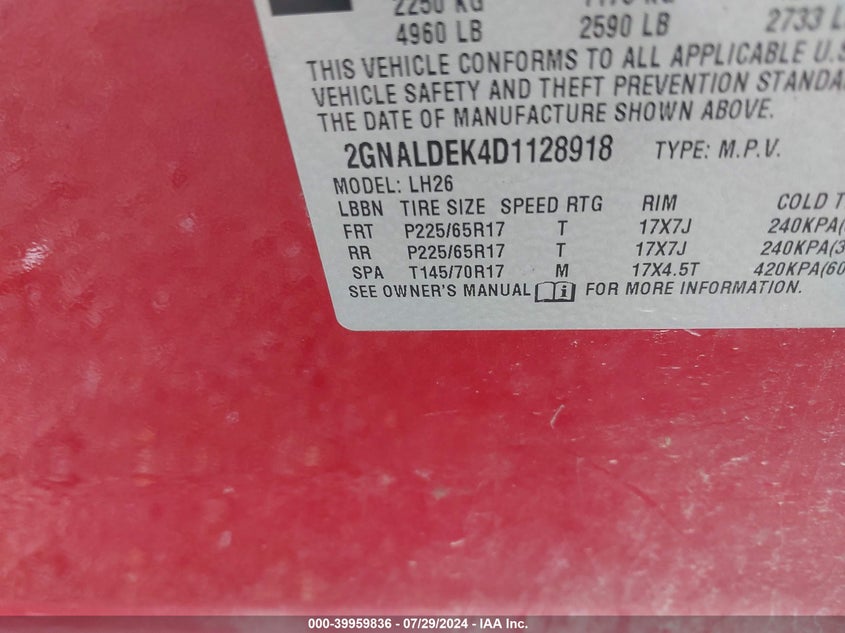 2250 KG
4960 LB 2590 LB 2733 L
THIS VEHICLE CONFORMS TO ALL APPLICABLE U.S
VEHICLE SAFETY AND THEFT PREVENTION STANDA
THE DATE OF MANUFACTURE SHOWN ABOVE.
2GNALDEK4D1128918 TYPE: M.P.V.
MODEL: LH26
LBBN TIRE SIZE SPEED RTG RIM COLD T
FRT P225/65R17 T 17X7J 240KPA(
RR P225/65R17 T 17X7J 240KPA(3
SPA T145/70R17 M 17X4.5T 420KPA(60
SEE OWNER'S MANUAL FOR MORE INFORMATION.
000-39959836 - 07/29/2024 - IAA Inc.